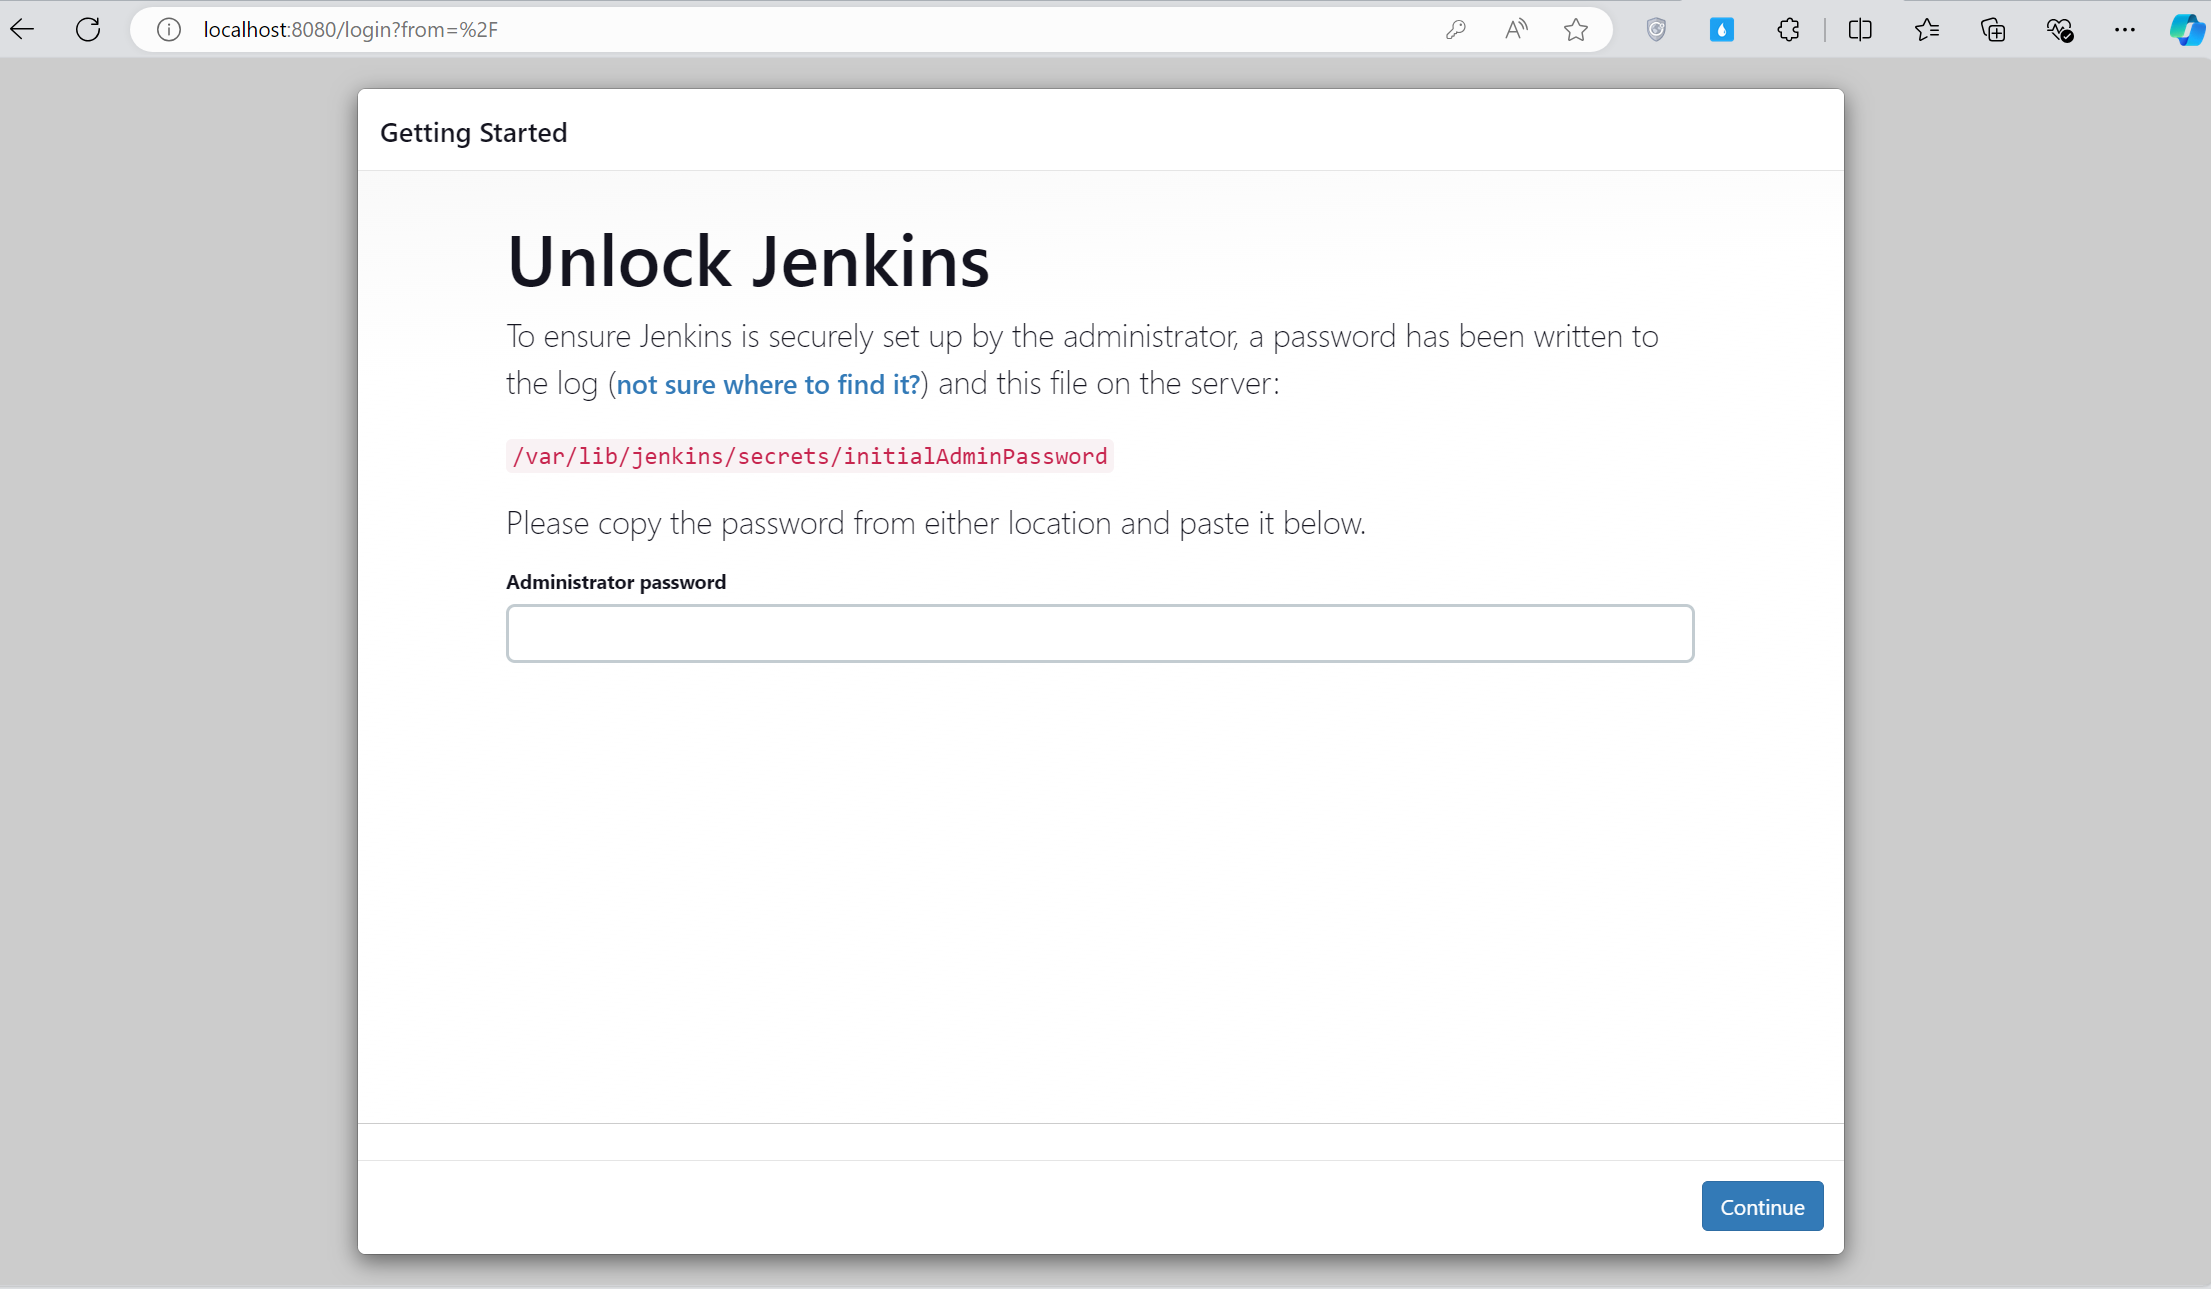 localhost:8080/login?from=%2F
Getting Started
Unlock Jenkins
To ensure Jenkins is securely set up by the administrator, a password has been written to
the log (not sure where to find it?) and this file on the server:
/var/lib/jenkins/secrets/initialAdminPassword
Please copy the password from either location and paste it below.
Administrator password
Continue